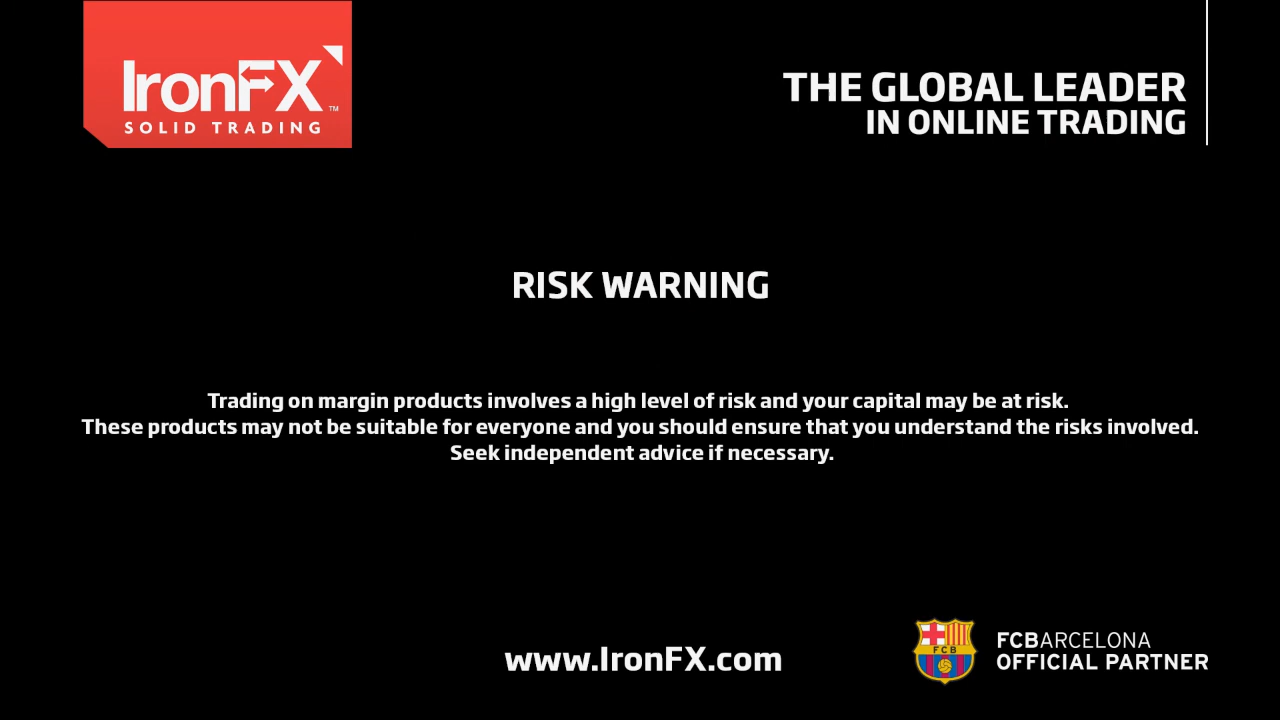 IronFX
™
SOLID TRADING
THE GLOBAL LEADER
IN ONLINE TRADING
RISK WARNING
Trading on margin products involves a high level of risk and your capital may be at risk.
These products may not be suitable for everyone and you should ensure that you understand the risks involved.
Seek independent advice if necessary.
www.IronFX.com
FCB
FCBARCELONA
OFFICIAL PARTNER